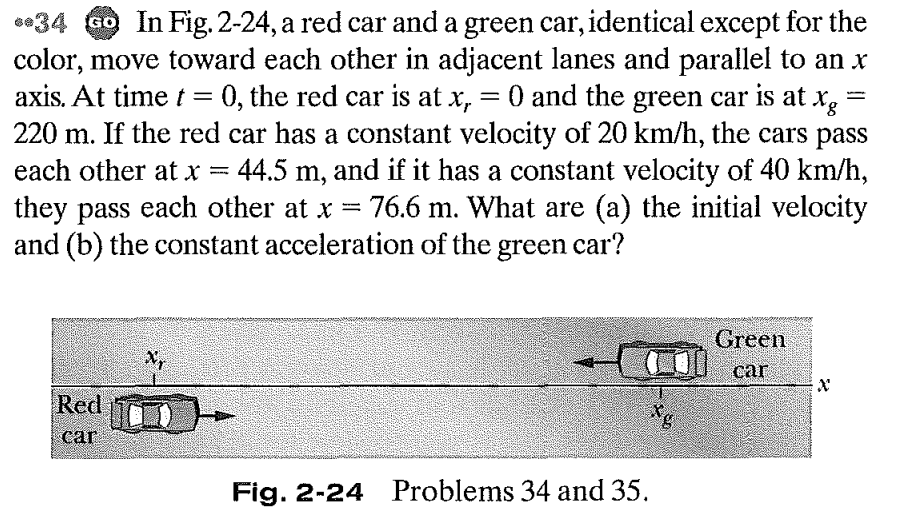 ••34 GO In Fig. 2-24, a red car and a green car, identical except for the
color, move toward each other in adjacent lanes and parallel to an x
axis. At time t = 0, the red car is at xr = 0 and the green car is at xg =
220 m. If the red car has a constant velocity of 20 km/h, the cars pass
each other at x = 44.5 m, and if it has a constant velocity of 40 km/h,
they pass each other at x = 76.6 m. What are (a) the initial velocity
and (b) the constant acceleration of the green car?
Green
car
xr
x
Red
car
xg
Fig. 2-24 Problems 34 and 35.